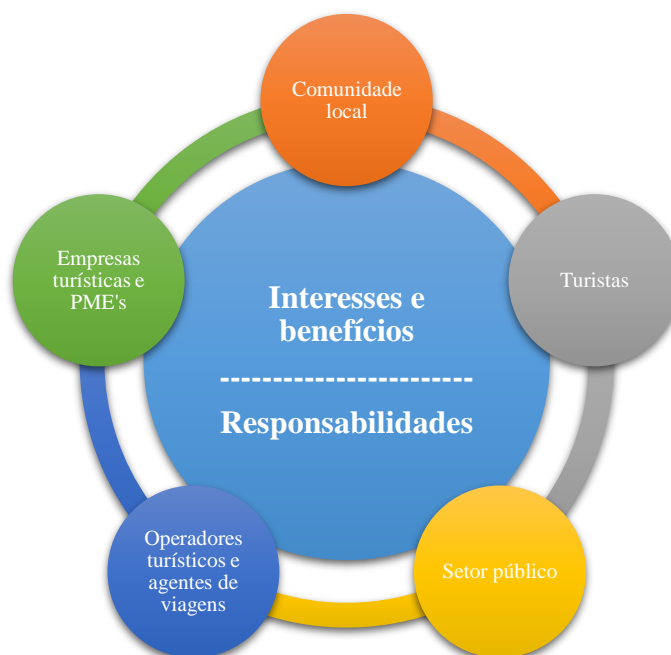 Comunidade
local
Empresas
turísticas e
PME's
Turistas
Interesses e
benefícios
------------------------
Responsabilidades
Operadores
turísticos e
agentes de
viagens
Setor público